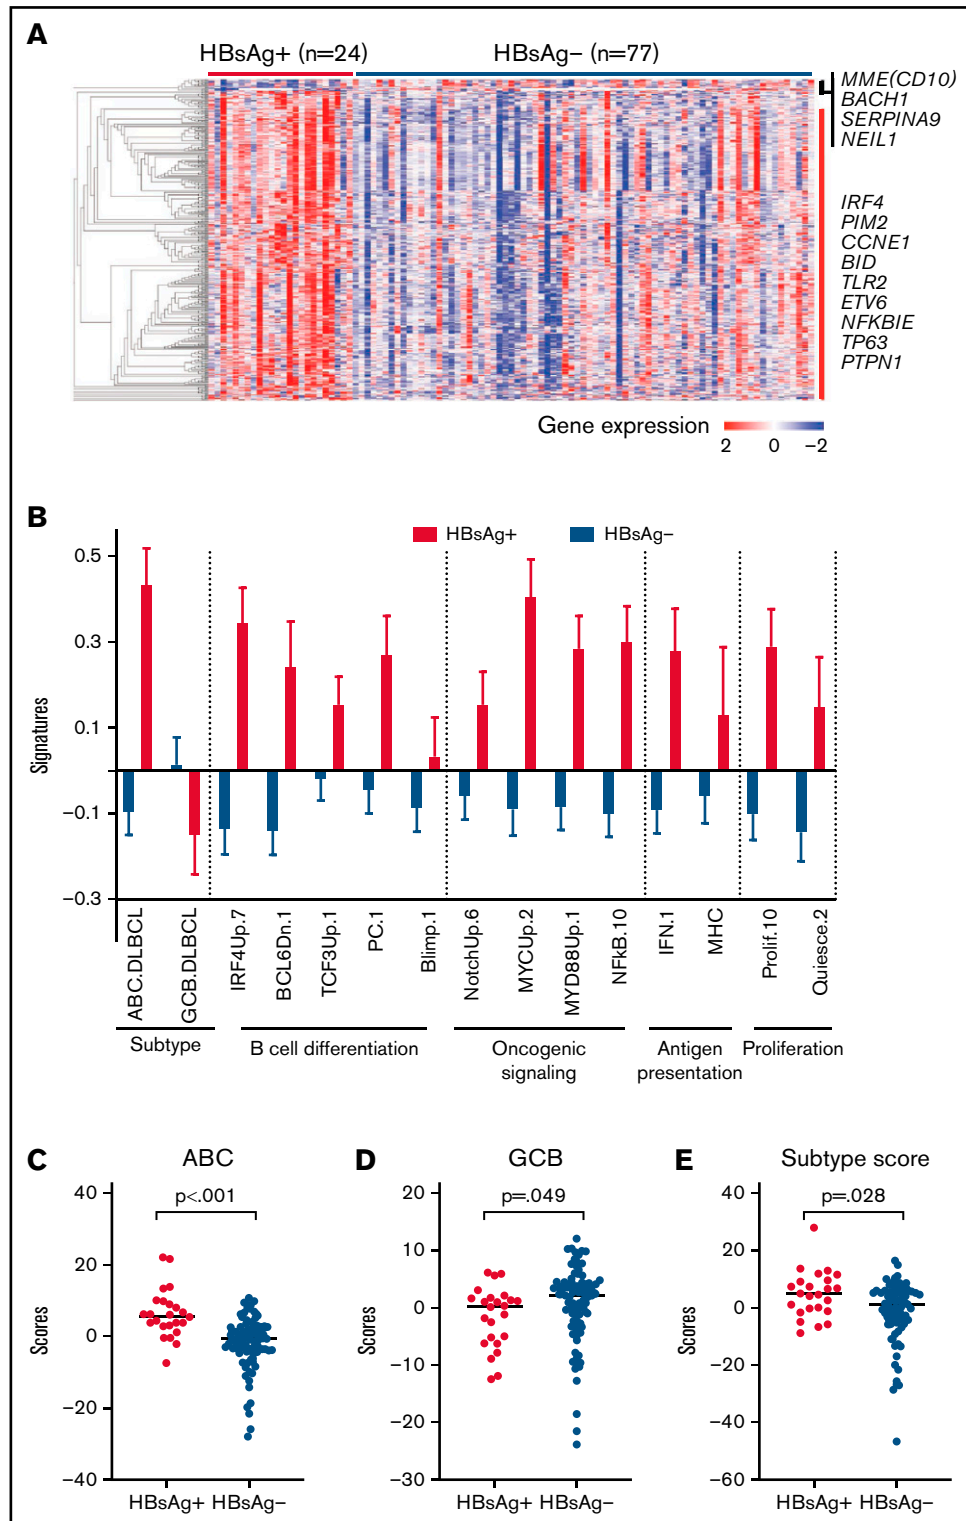 A
HBsAg+ (n=24) HBsAg− (n=77)
MME(CD10)
BACH1
SERPINA9
NEIL1
IRF4
PIM2
CCNE1
BID
TLR2
ETV6
NFKBIE
TP63
PTPN1
Gene expression
2 0 −2
B
HBsAg+ HBsAg−
Signatures
0.5
0.3
0.1
−0.1
−0.3
ABC.DLBCL
GCB.DLBCL
IRF4Up.7
BCL6Dn.1
TCF3Up.1
PC.1
Blimp.1
NotchUp.6
MYCUp.2
MYD88Up.1
NFkB.10
IFN.1
MHC
Prolif.10
Quiesce.2
Subtype
B cell differentiation
Oncogenic
signaling
Antigen
presentation
Proliferation
C
ABC
p<.001
Scores
40
20
0
−20
−40
HBsAg+ HBsAg−
D
GCB
p=.049
Scores
20
10
0
−10
−20
−30
HBsAg+ HBsAg−
E
Subtype score
p=.028
Scores
40
20
0
−20
−40
−60
HBsAg+ HBsAg−